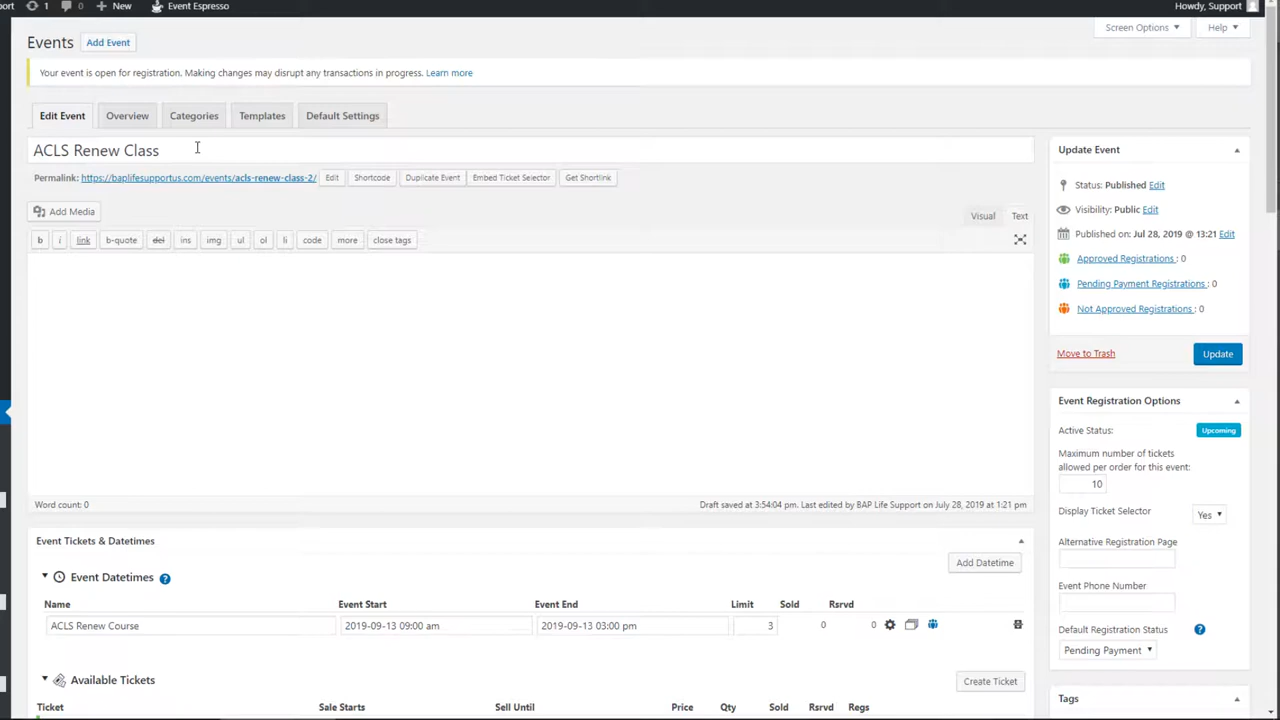 port 1 0 New Event Espresso Howdy, Support
Screen Options Help
Events Add Event
Your event is open for registration. Making changes may disrupt any transactions in progress. Learn more
Edit Event Overview Categories Templates Default Settings
ACLS Renew Class
Permalink: https://baplifesupportus.com/events/acls-renew-class-2/ Edit Shortcode Duplicate Event Embed Ticket Selector Get Shortlink
Add Media Visual Text
b i link b-quote del ins img ul ol li code more close tags
Word count: 0 Draft saved at 3:54:04 pm. Last edited by BAP Life Support on July 28, 2019 at 1:21 pm
Event Tickets & Datetimes
Add Datetime
Event Datetimes ?
Name Event Start Event End Limit Sold Rsrvd
ACLS Renew Course 2019-09-13 09:00 am 2019-09-13 03:00 pm 3 0 0
Available Tickets Create Ticket
Ticket Sale Starts Sell Until Price Qty Sold Rsrvd Regs
Update Event
Status: Published Edit
Visibility: Public Edit
Published on: Jul 28, 2019 @ 13:21 Edit
Approved Registrations : 0
Pending Payment Registrations : 0
Not Approved Registrations : 0
Move to Trash Update
Event Registration Options
Active Status: Upcoming
Maximum number of tickets
allowed per order for this event:
10
Display Ticket Selector Yes
Alternative Registration Page
Event Phone Number
Default Registration Status ?
Pending Payment
Tags